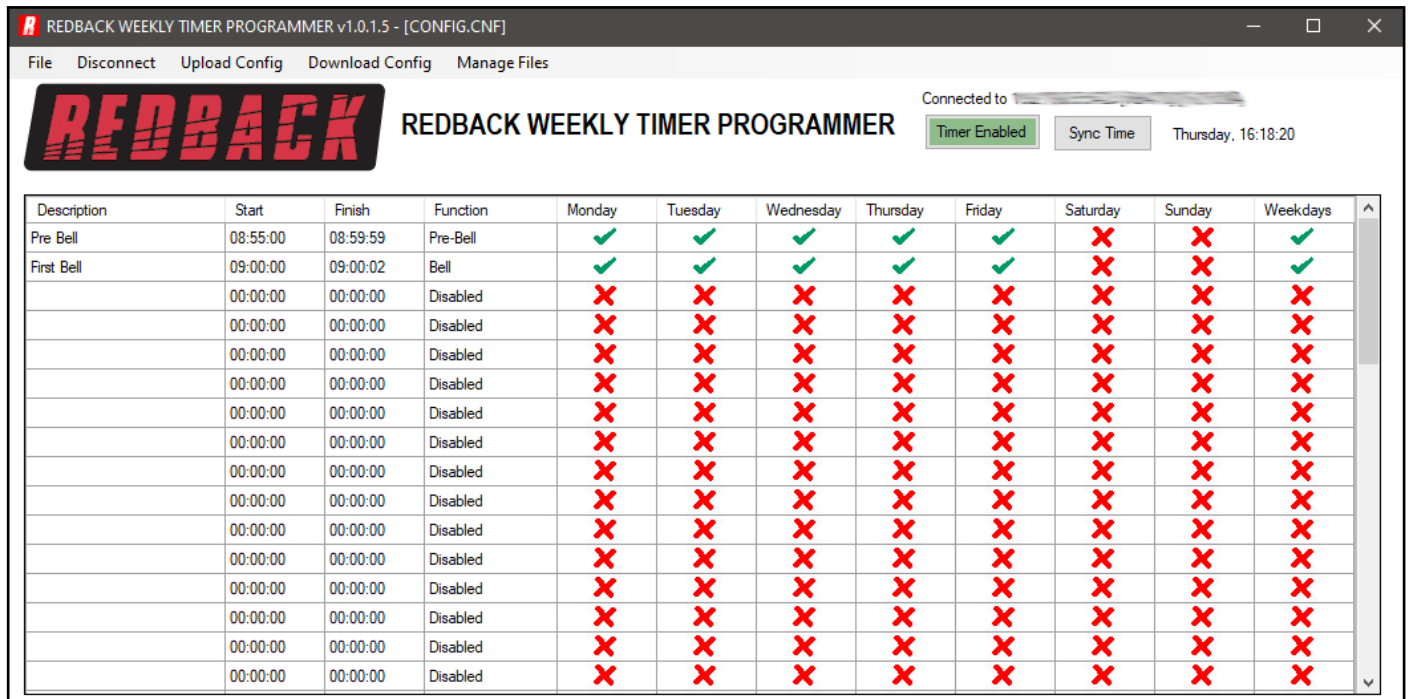 REDBACK WEEKLY TIMER PROGRAMMER v1.0.1.5 - [CONFIG.CNF]
File Disconnect Upload Config Download Config Manage Files
REDBACK
REDBACK WEEKLY TIMER PROGRAMMER
Connected to
Timer Enabled Sync Time Thursday, 16:18:20
Description Start Finish Function Monday Tuesday Wednesday Thursday Friday Saturday Sunday Weekdays
Pre Bell 08:55:00 08:59:59 Pre-Bell
First Bell 09:00:00 09:00:02 Bell
00:00:00 00:00:00 Disabled
00:00:00 00:00:00 Disabled
00:00:00 00:00:00 Disabled
00:00:00 00:00:00 Disabled
00:00:00 00:00:00 Disabled
00:00:00 00:00:00 Disabled
00:00:00 00:00:00 Disabled
00:00:00 00:00:00 Disabled
00:00:00 00:00:00 Disabled
00:00:00 00:00:00 Disabled
00:00:00 00:00:00 Disabled
00:00:00 00:00:00 Disabled
00:00:00 00:00:00 Disabled
00:00:00 00:00:00 Disabled